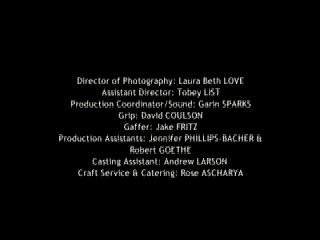 Director of Photography: Laura Beth LOVE
Assistant Director: Tobey LIST
Production Coordinator/Sound: Garin SPARKS
Grip: David COULSON
Gaffer: Jake FRITZ
Production Assistants: Jennifer PHILLIPS-BACHER &
Robert GOETHE
Casting Assistant: Andrew LARSON
Craft Service & Catering: Rose ASCHARYA